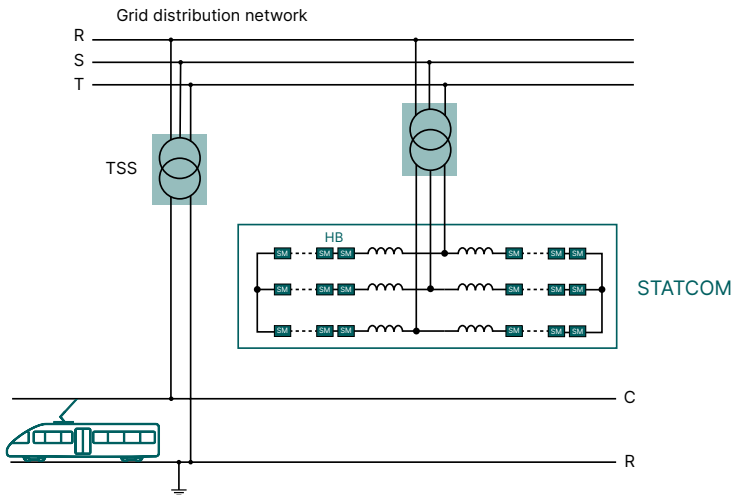 Grid distribution network
R
S
T
TSS
HB
SM SM SM SM SM SM
STATCOM
SM SM SM SM SM SM
SM SM SM SM SM SM
C
R